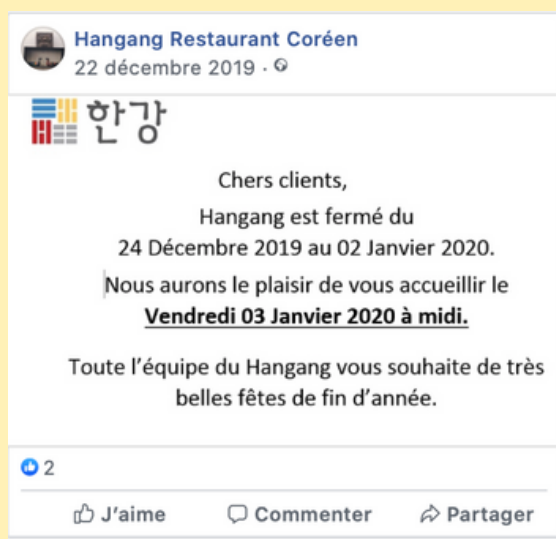 Hangang Restaurant Coréen
22 décembre 2019 ·
한강
Chers clients,
Hangang est fermé du
24 Décembre 2019 au 02 Janvier 2020.
Nous aurons le plaisir de vous accueillir le
Vendredi 03 Janvier 2020 à midi.
Toute l’équipe du Hangang vous souhaite de très
belles fêtes de fin d’année.
2
J'aime Commenter Partager